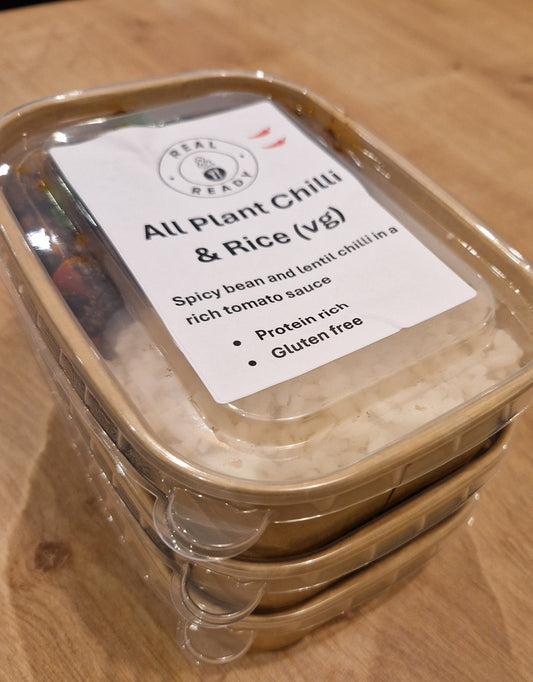 REAL
READY
All Plant Chilli
& Rice (vg)
Spicy bean and lentil chilli in a
rich tomato sauce
• Protein rich
• Gluten free